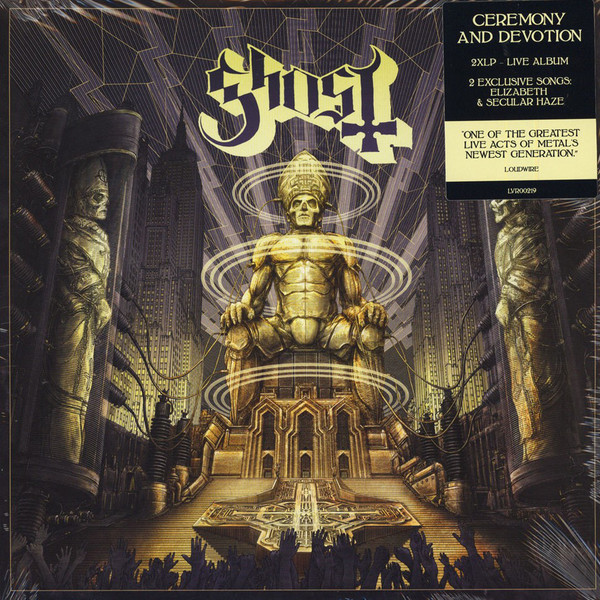 Ghost
CEREMONY
AND DEVOTION
2XLP - LIVE ALBUM
2 EXCLUSIVE SONGS:
ELIZABETH
& SECULAR HAZE
"ONE OF THE GREATEST
LIVE ACTS OF METAL'S
NEWEST GENERATION."
LOUDWIRE
LVR00219